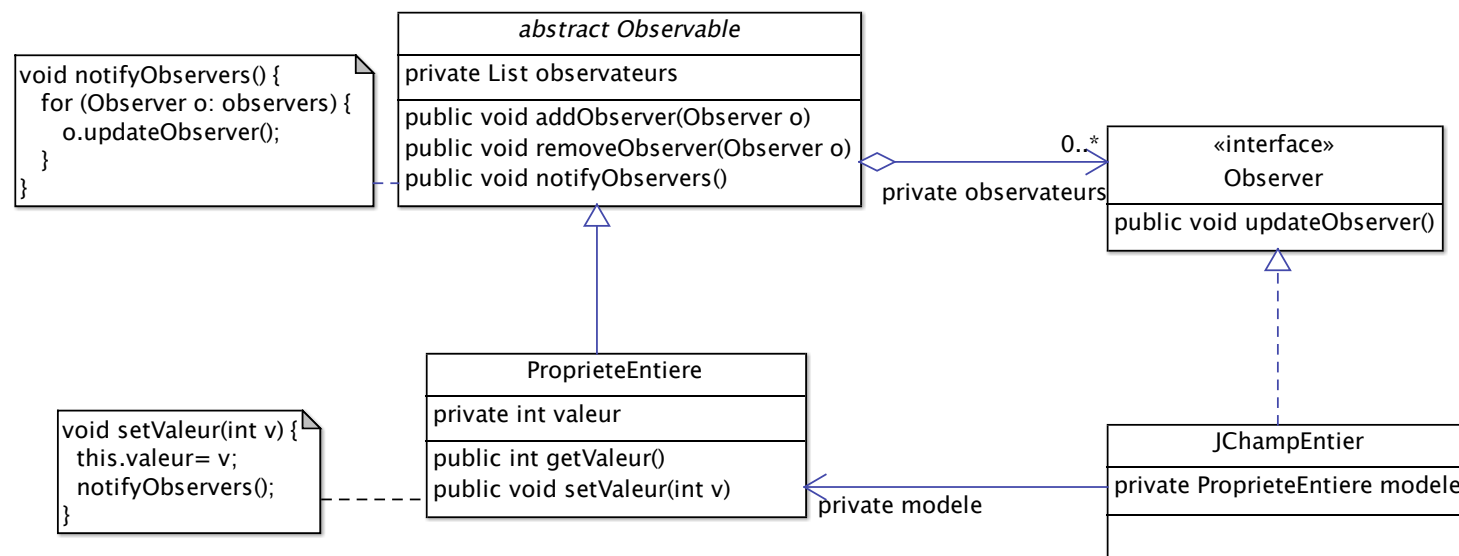 abstract Observable
private List observateurs
public void addObserver(Observer o)
public void removeObserver(Observer o)
public void notifyObservers()
void notifyObservers() {
for (Observer o: observers) {
o.updateObserver();
}
}
0..*
private observateurs
«interface»
Observer
public void updateObserver()
ProprieteEntiere
private int valeur
public int getValeur()
public void setValeur(int v)
void setValeur(int v) {
this.valeur= v;
notifyObservers();
}
private modele
JChampEntier
private ProprieteEntiere modele